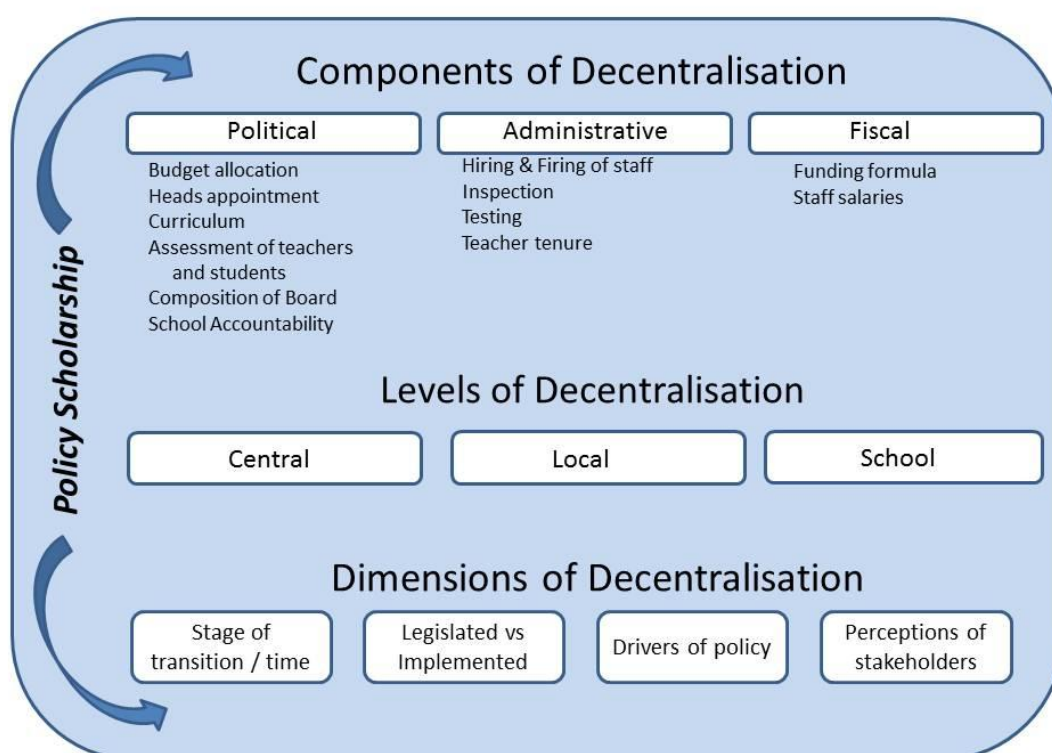 Policy Scholarship
Components of Decentralisation
Political
Budget allocation
Heads appointment
Curriculum
Assessment of teachers
and students
Composition of Board
School Accountability
Administrative
Hiring & Firing of staff
Inspection
Testing
Teacher tenure
Fiscal
Funding formula
Staff salaries
Levels of Decentralisation
Central
Local
School
Dimensions of Decentralisation
Stage of
transition / time
Legislated vs
Implemented
Drivers of policy
Perceptions of
stakeholders